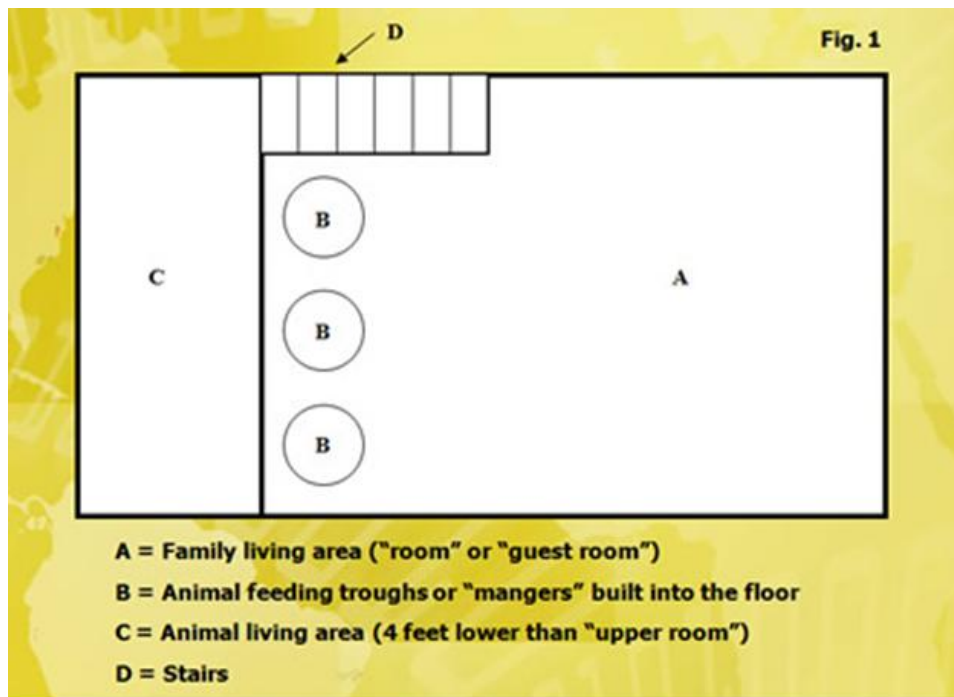 D
Fig. 1
B
C
A
B
B
A = Family living area (“room” or “guest room”)
B = Animal feeding troughs or “mangers” built into the floor
C = Animal living area (4 feet lower than “upper room”)
D = Stairs